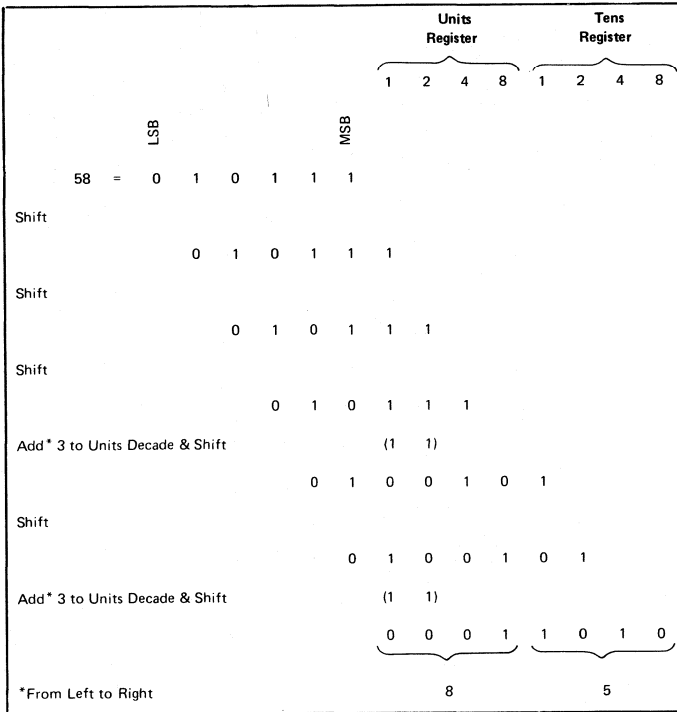 Units Tens
Register Register
1 2 4 8 1 2 4 8
LSB MSB
58 = 0 1 0 1 1 1
Shift
0 1 0 1 1 1
Shift
0 1 0 1 1 1
Shift
0 1 0 1 1 1
Add* 3 to Units Decade & Shift (1 1)
0 1 0 0 1 0 1
Shift
0 1 0 0 1 0 1
Add* 3 to Units Decade & Shift (1 1)
0 0 0 1 1 0 1 0
*From Left to Right 8 5